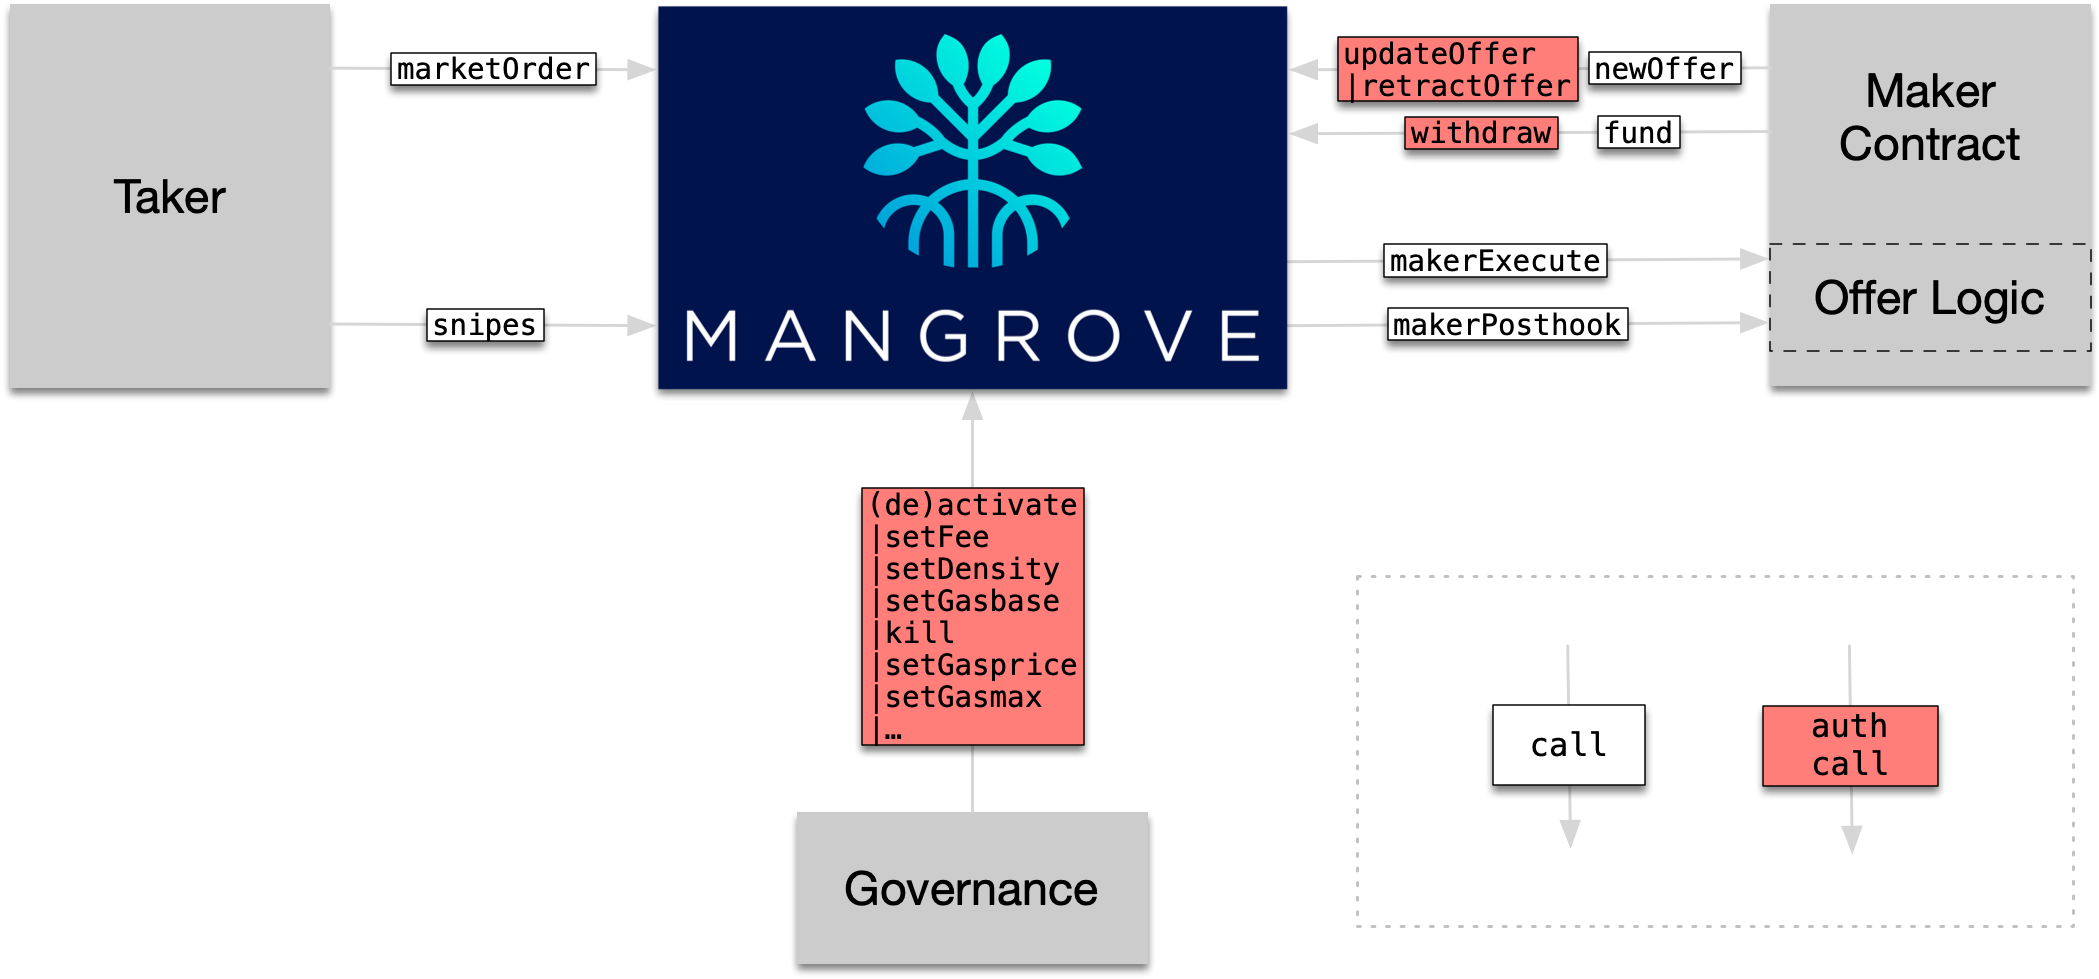 Taker
marketOrder
snipes
MANGROVE
updateOffer
|retractOffer
newOffer
withdraw
fund
makerExecute
makerPosthook
Maker
Contract
Offer Logic
(de)activate
|setFee
|setDensity
|setGasbase
|kill
|setGasprice
|setGasmax
|…
Governance
call
auth
call